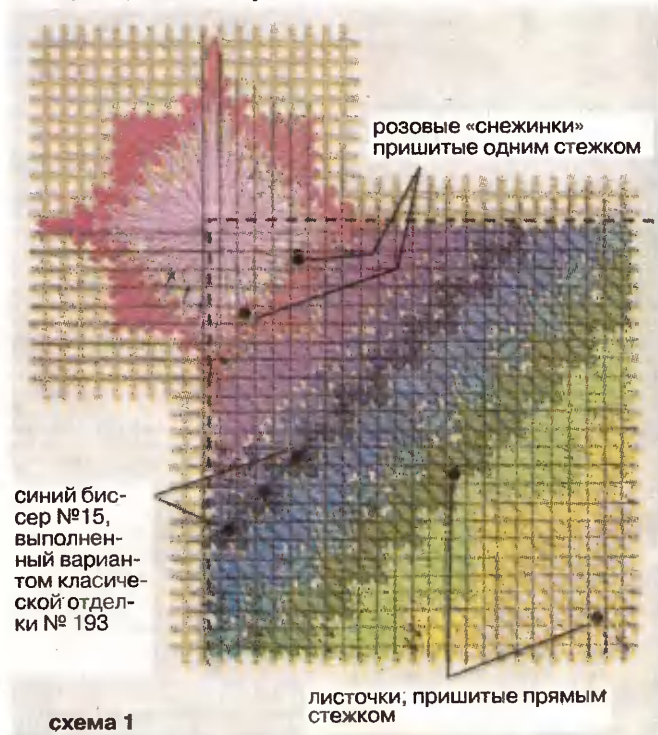 розовые «снежинки»
пришитые одним стежком
синий бис-
сер №15,
выполнен-
ный вариан-
том класиче-
ской отдел-
ки № 193
листочки, пришитые прямым
стежком
схема 1